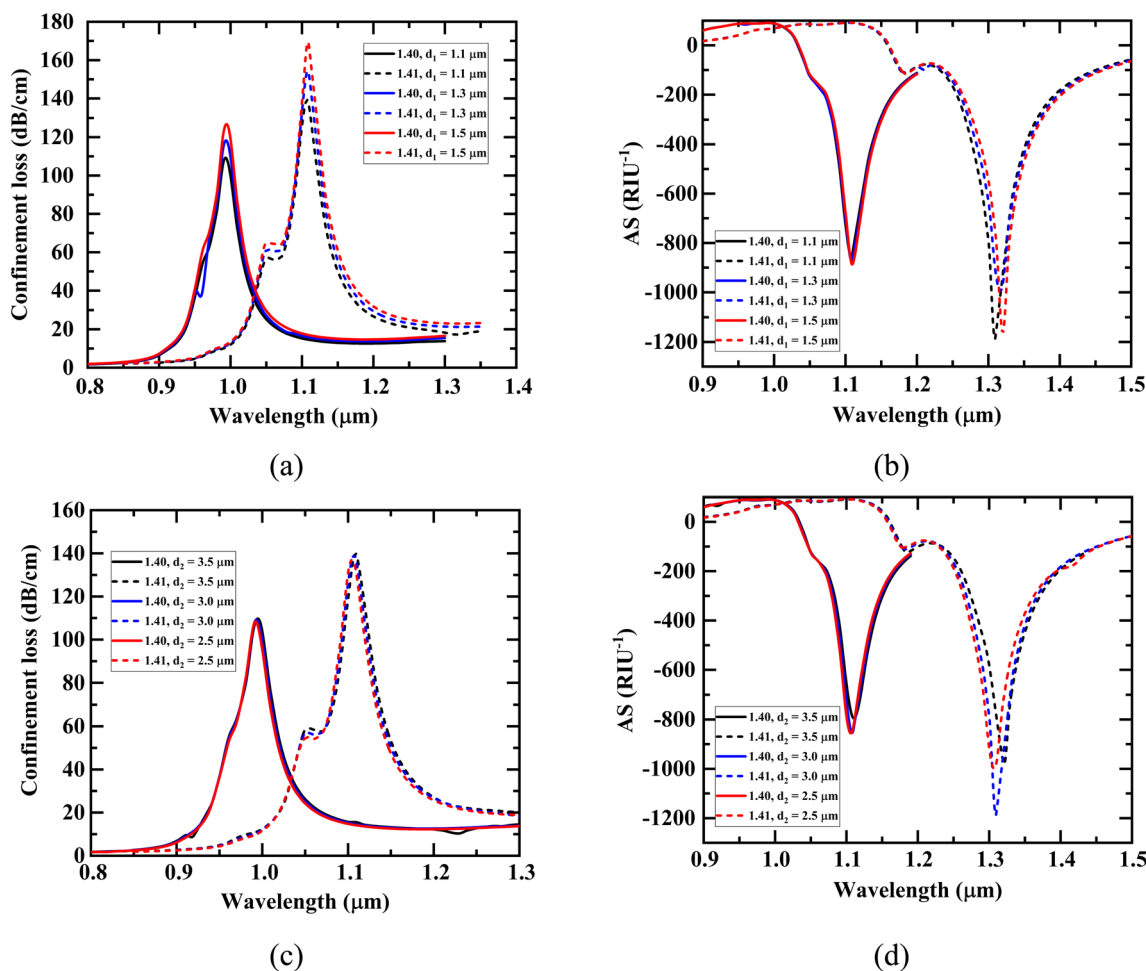 180
160
140
120
100
80
60
40
20
0
Confinement loss (dB/cm)
1.40, d₁ = 1.1 μm
1.41, d₁ = 1.1 μm
1.40, d₁ = 1.3 μm
1.41, d₁ = 1.3 μm
1.40, d₁ = 1.5 μm
1.41, d₁ = 1.5 μm
0.8 0.9 1.0 1.1 1.2 1.3 1.4
Wavelength (μm)
(a)
0
-200
-400
-600
-800
-1000
-1200
AS (RIU⁻¹)
1.40, d₁ = 1.1 μm
1.41, d₁ = 1.1 μm
1.40, d₁ = 1.3 μm
1.41, d₁ = 1.3 μm
1.40, d₁ = 1.5 μm
1.41, d₁ = 1.5 μm
0.9 1.0 1.1 1.2 1.3 1.4 1.5
Wavelength (μm)
(b)
160
140
120
100
80
60
40
20
0
Confinement loss (dB/cm)
1.40, d₂ = 3.5 μm
1.41, d₂ = 3.5 μm
1.40, d₂ = 3.0 μm
1.41, d₂ = 3.0 μm
1.40, d₂ = 2.5 μm
1.41, d₂ = 2.5 μm
0.8 0.9 1.0 1.1 1.2 1.3
Wavelength (μm)
(c)
0
-200
-400
-600
-800
-1000
-1200
AS (RIU⁻¹)
1.40, d₂ = 3.5 μm
1.41, d₂ = 3.5 μm
1.40, d₂ = 3.0 μm
1.41, d₂ = 3.0 μm
1.40, d₂ = 2.5 μm
1.41, d₂ = 2.5 μm
0.9 1.0 1.1 1.2 1.3 1.4 1.5
Wavelength (μm)
(d)